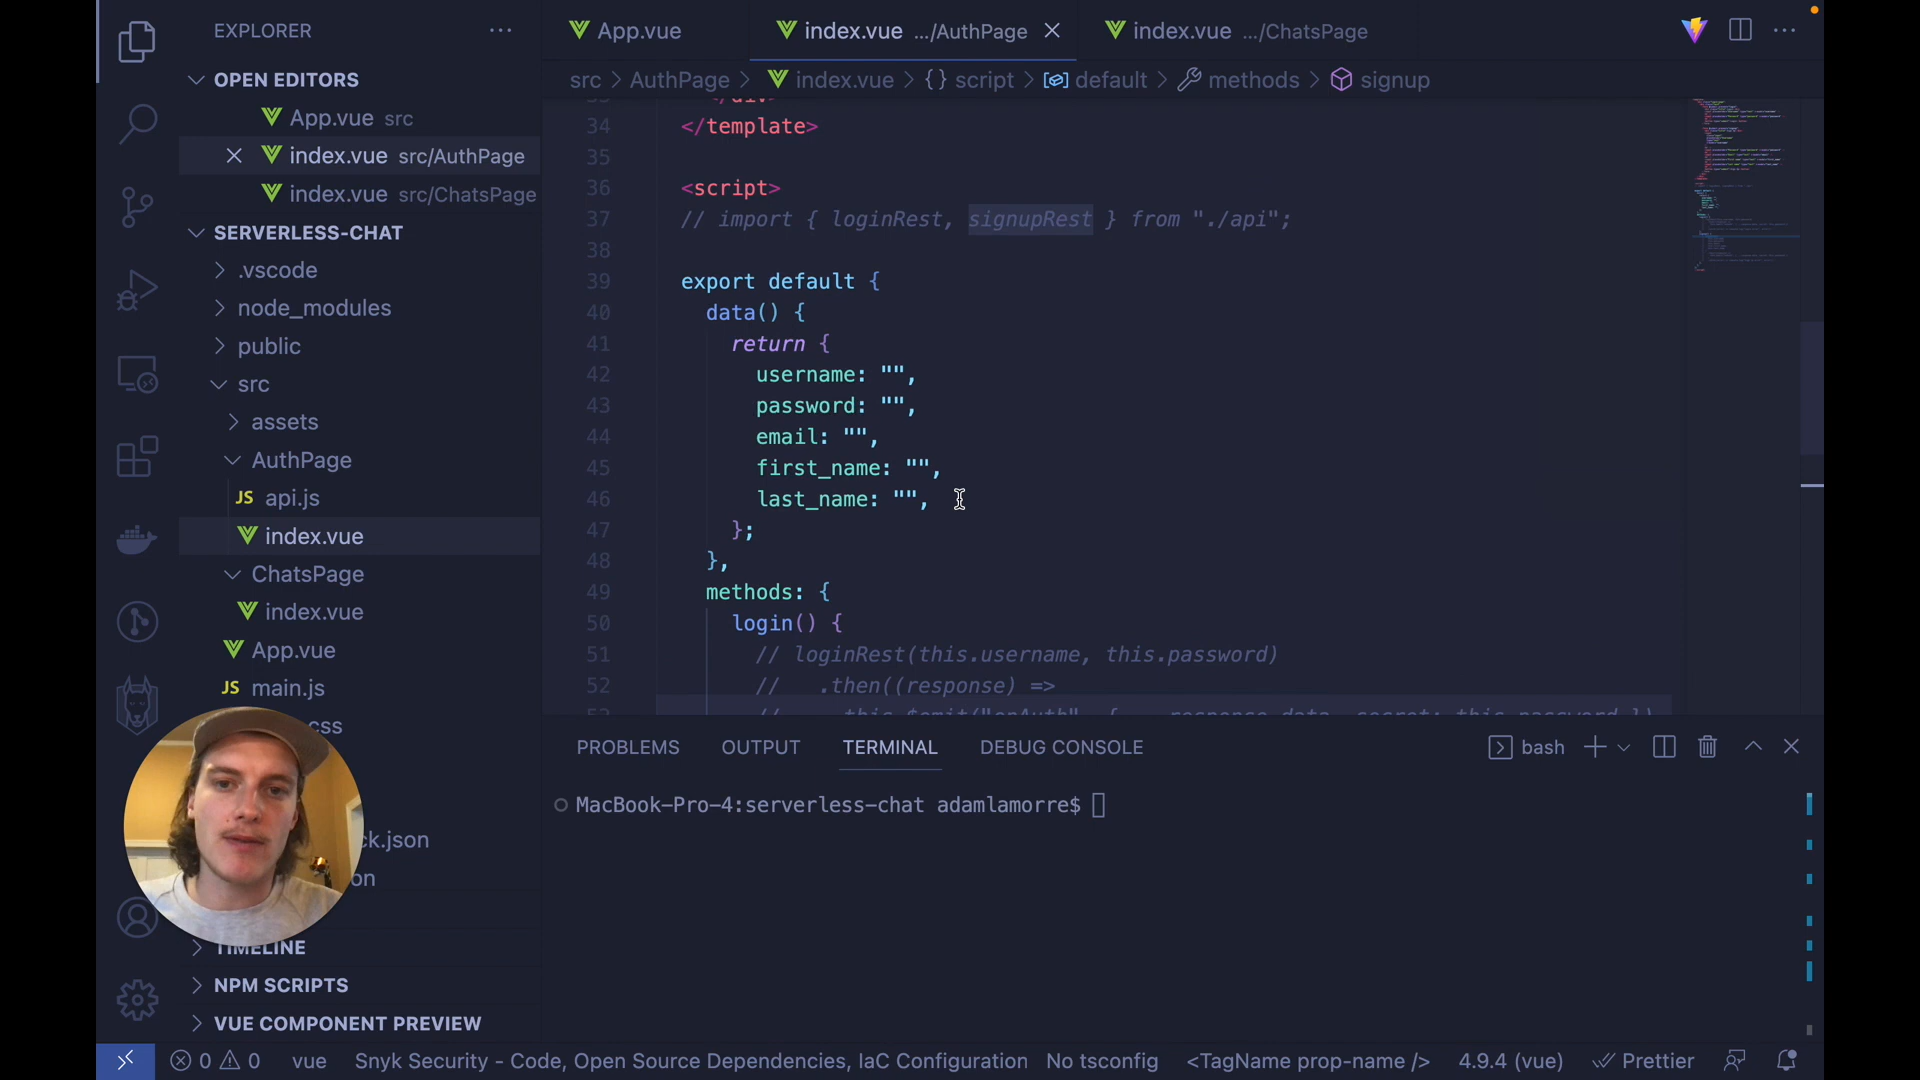 EXPLORER
OPEN EDITORS
App.vue src
index.vue src/AuthPage
index.vue src/ChatsPage
SERVERLESS-CHAT
.vscode
node_modules
public
src
assets
AuthPage
JS api.js
index.vue
ChatsPage
index.vue
App.vue
JS main.js
css
ck.json
on
TIMELINE
NPM SCRIPTS
VUE COMPONENT PREVIEW
App.vue
index.vue .../AuthPage
index.vue .../ChatsPage
src > AuthPage > index.vue > {} script > default > methods > signup
34 </template>
35
36 <script>
37 // import { loginRest, signupRest } from "./api";
38
39 export default {
40 data() {
41 return {
42 username: "",
43 password: "",
44 email: "",
45 first_name: "",
46 last_name: "",
47 };
48 },
49 methods: {
50 login() {
51 // loginRest(this.username, this.password)
52 // .then((response) =>
PROBLEMS OUTPUT TERMINAL DEBUG CONSOLE
bash
MacBook-Pro-4:serverless-chat adamlamorre$
0 0 vue Snyk Security - Code, Open Source Dependencies, IaC Configuration No tsconfig <TagName prop-name /> 4.9.4 (vue) Prettier